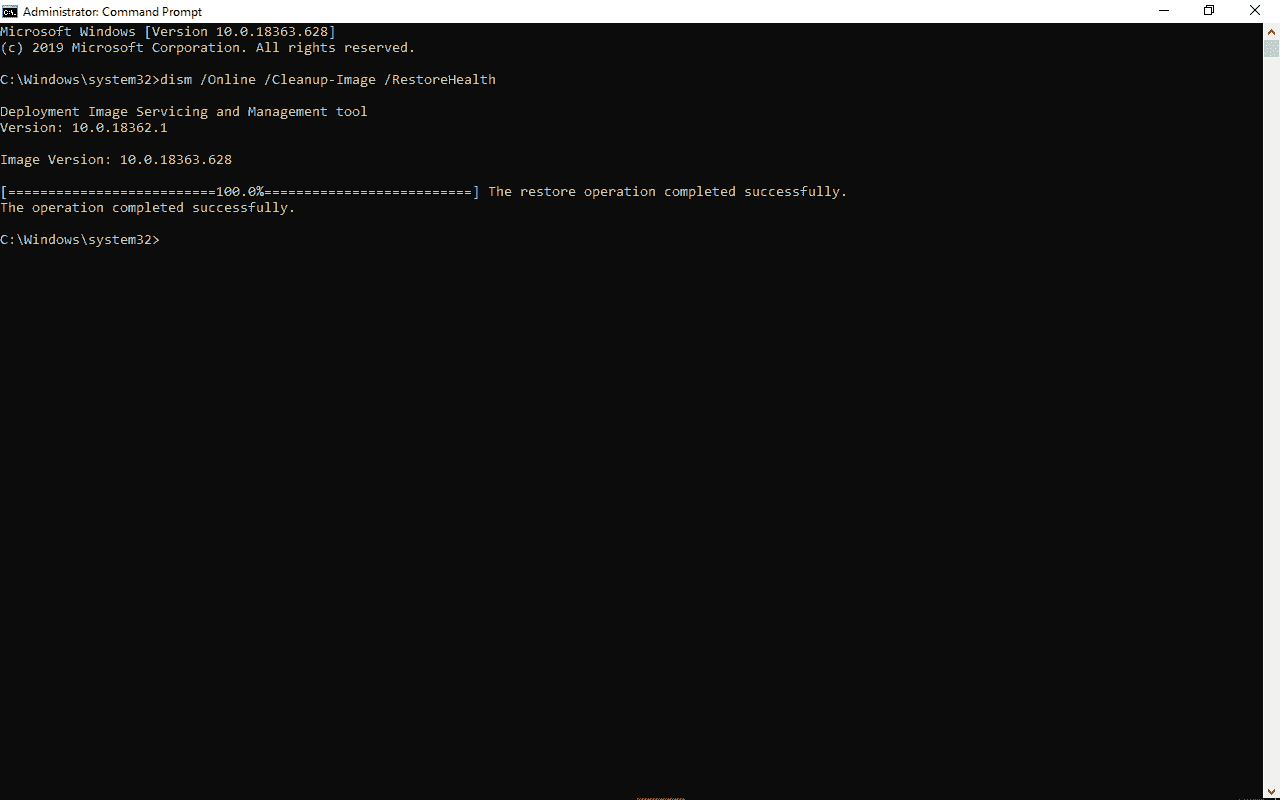 Administrator: Command Prompt
Microsoft Windows [Version 10.0.18363.628]
(c) 2019 Microsoft Corporation. All rights reserved.
C:\Windows\system32>dism /Online /Cleanup-Image /RestoreHealth
Deployment Image Servicing and Management tool
Version: 10.0.18362.1
Image Version: 10.0.18363.628
[==========================100.0%==========================] The restore operation completed successfully.
The operation completed successfully.
C:\Windows\system32>